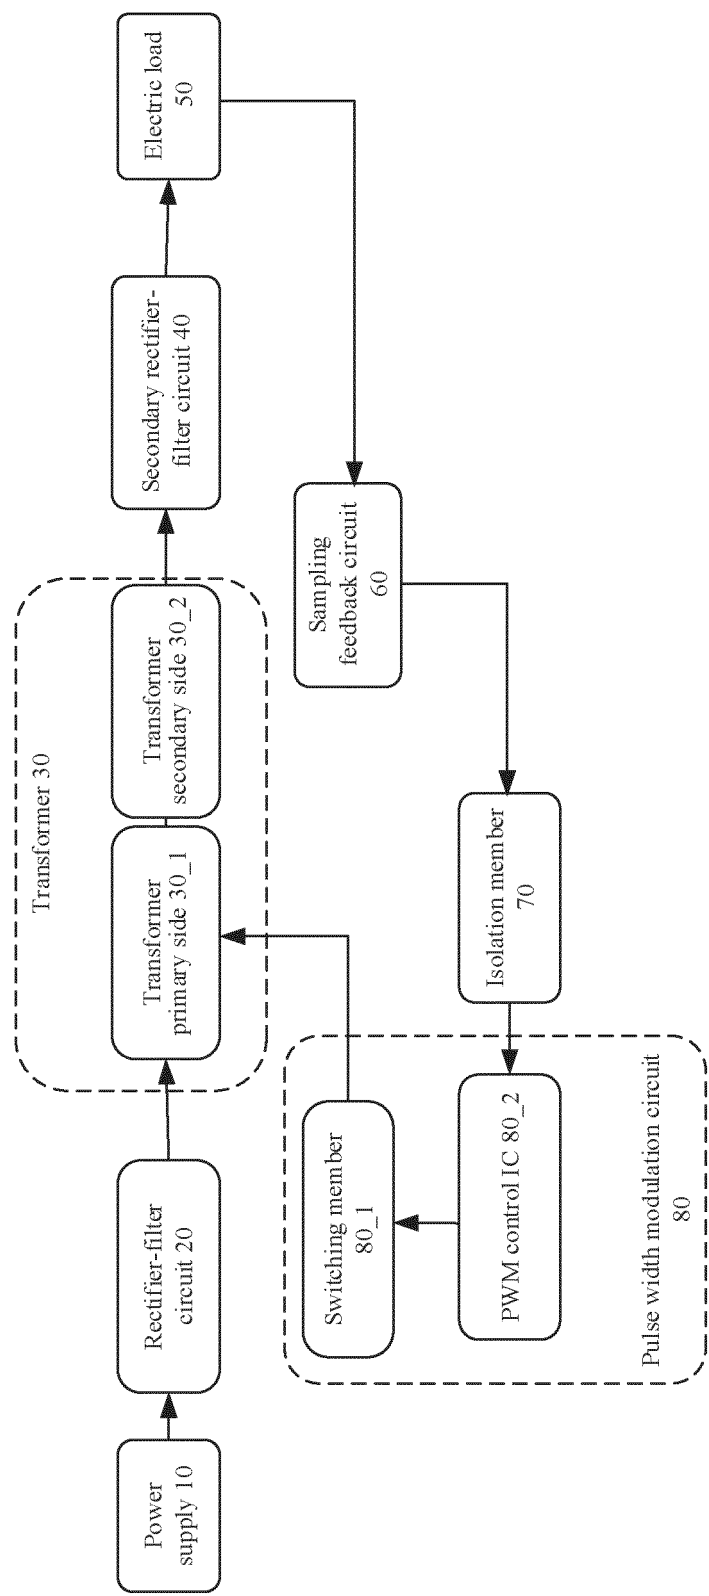 Power
supply 10
Rectifier-filter
circuit 20
Transformer 30
Transformer
primary side 30_1
Transformer
secondary side 30_2
Secondary rectifier-
filter circuit 40
Electric load
50
Sampling
feedback circuit
60
Isolation member
70
Switching member
80_1
PWM control IC 80_2
Pulse width modulation circuit
80